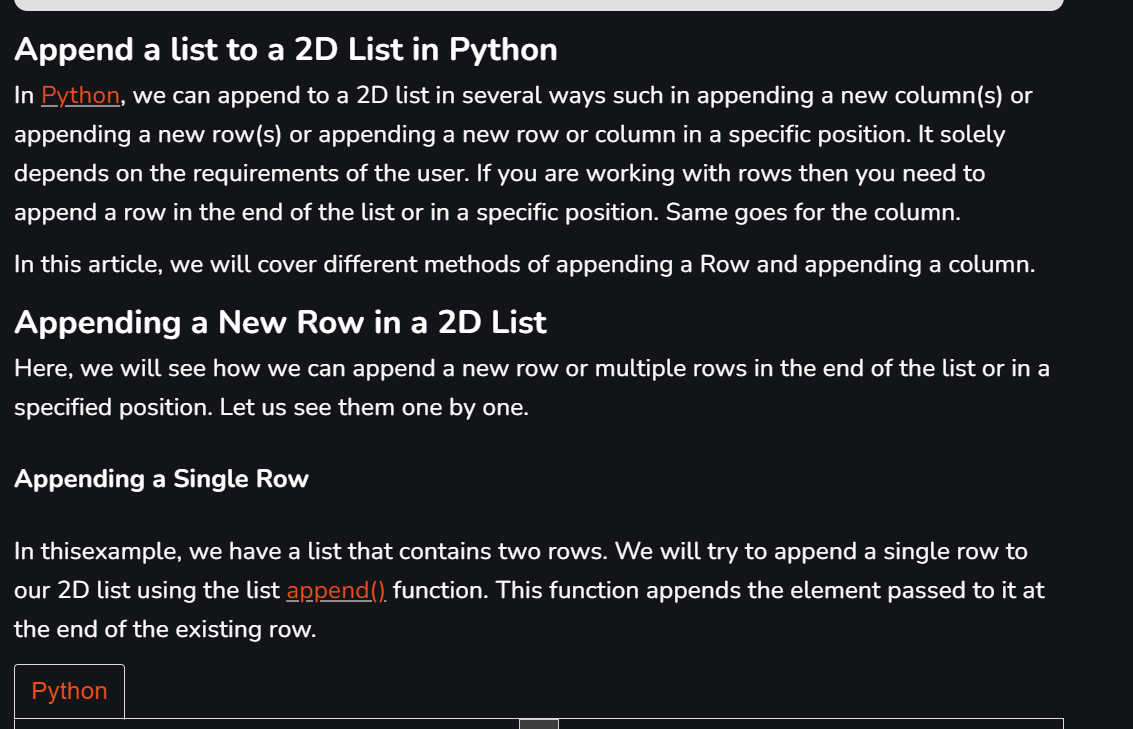 Append a list to a 2D List in Python
In Python, we can append to a 2D list in several ways such in appending a new column(s) or
appending a new row(s) or appending a new row or column in a specific position. It solely
depends on the requirements of the user. If you are working with rows then you need to
append a row in the end of the list or in a specific position. Same goes for the column.
In this article, we will cover different methods of appending a Row and appending a column.
Appending a New Row in a 2D List
Here, we will see how we can append a new row or multiple rows in the end of the list or in a
specified position. Let us see them one by one.
Appending a Single Row
In thisexample, we have a list that contains two rows. We will try to append a single row to
our 2D list using the list append() function. This function appends the element passed to it at
the end of the existing row.
Python